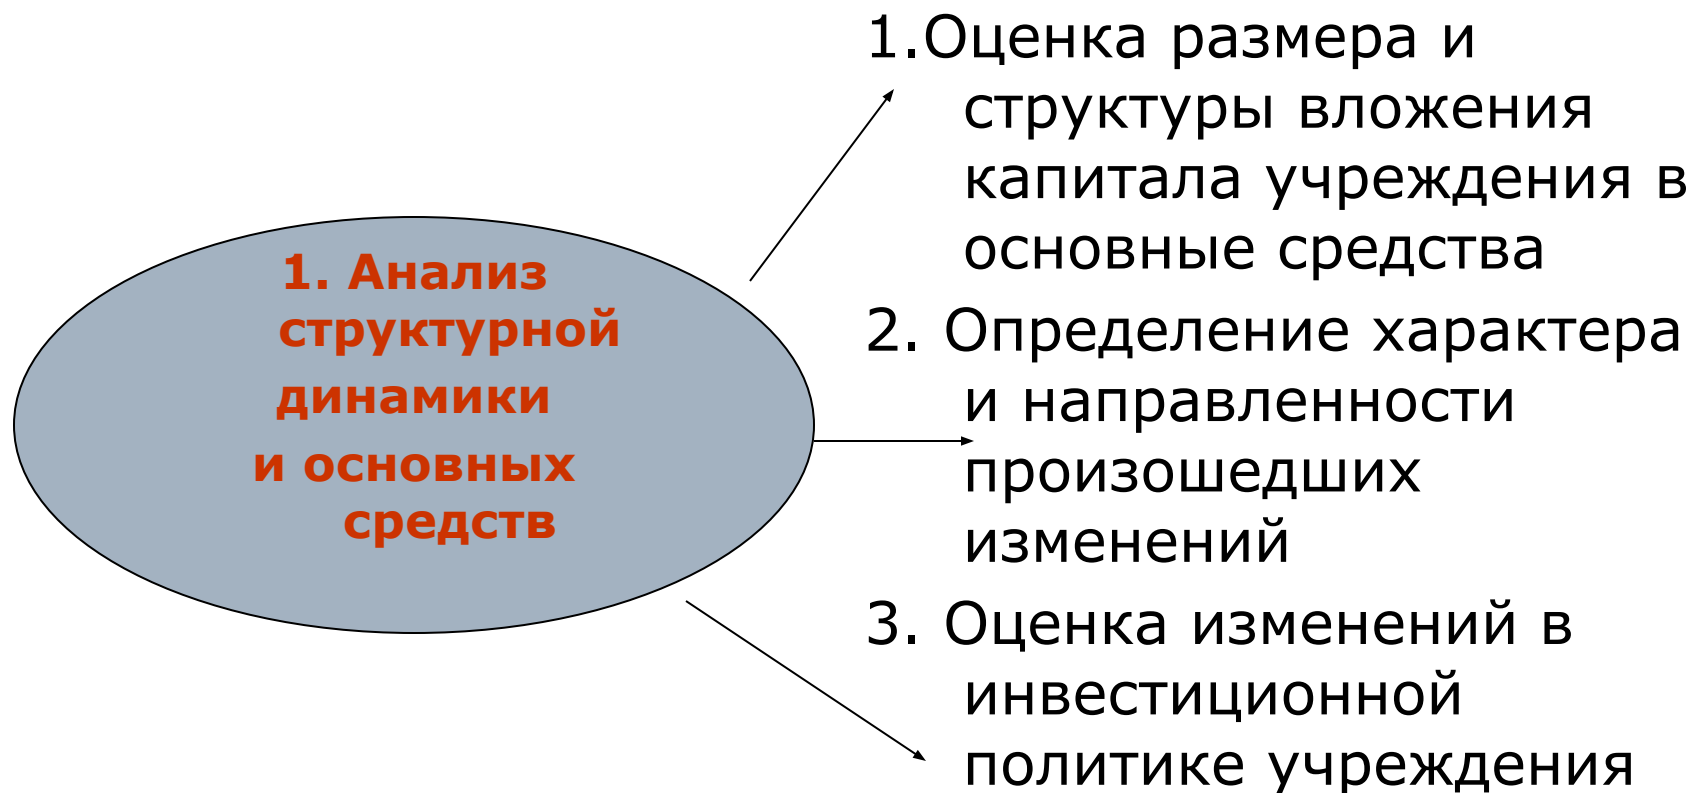 1. Анализ
структурной
динамики
и основных
средств
1.Оценка размера и
структуры вложения
капитала учреждения в
основные средства
2. Определение характера
и направленности
произошедших
изменений
3. Оценка изменений в
инвестиционной
политике учреждения